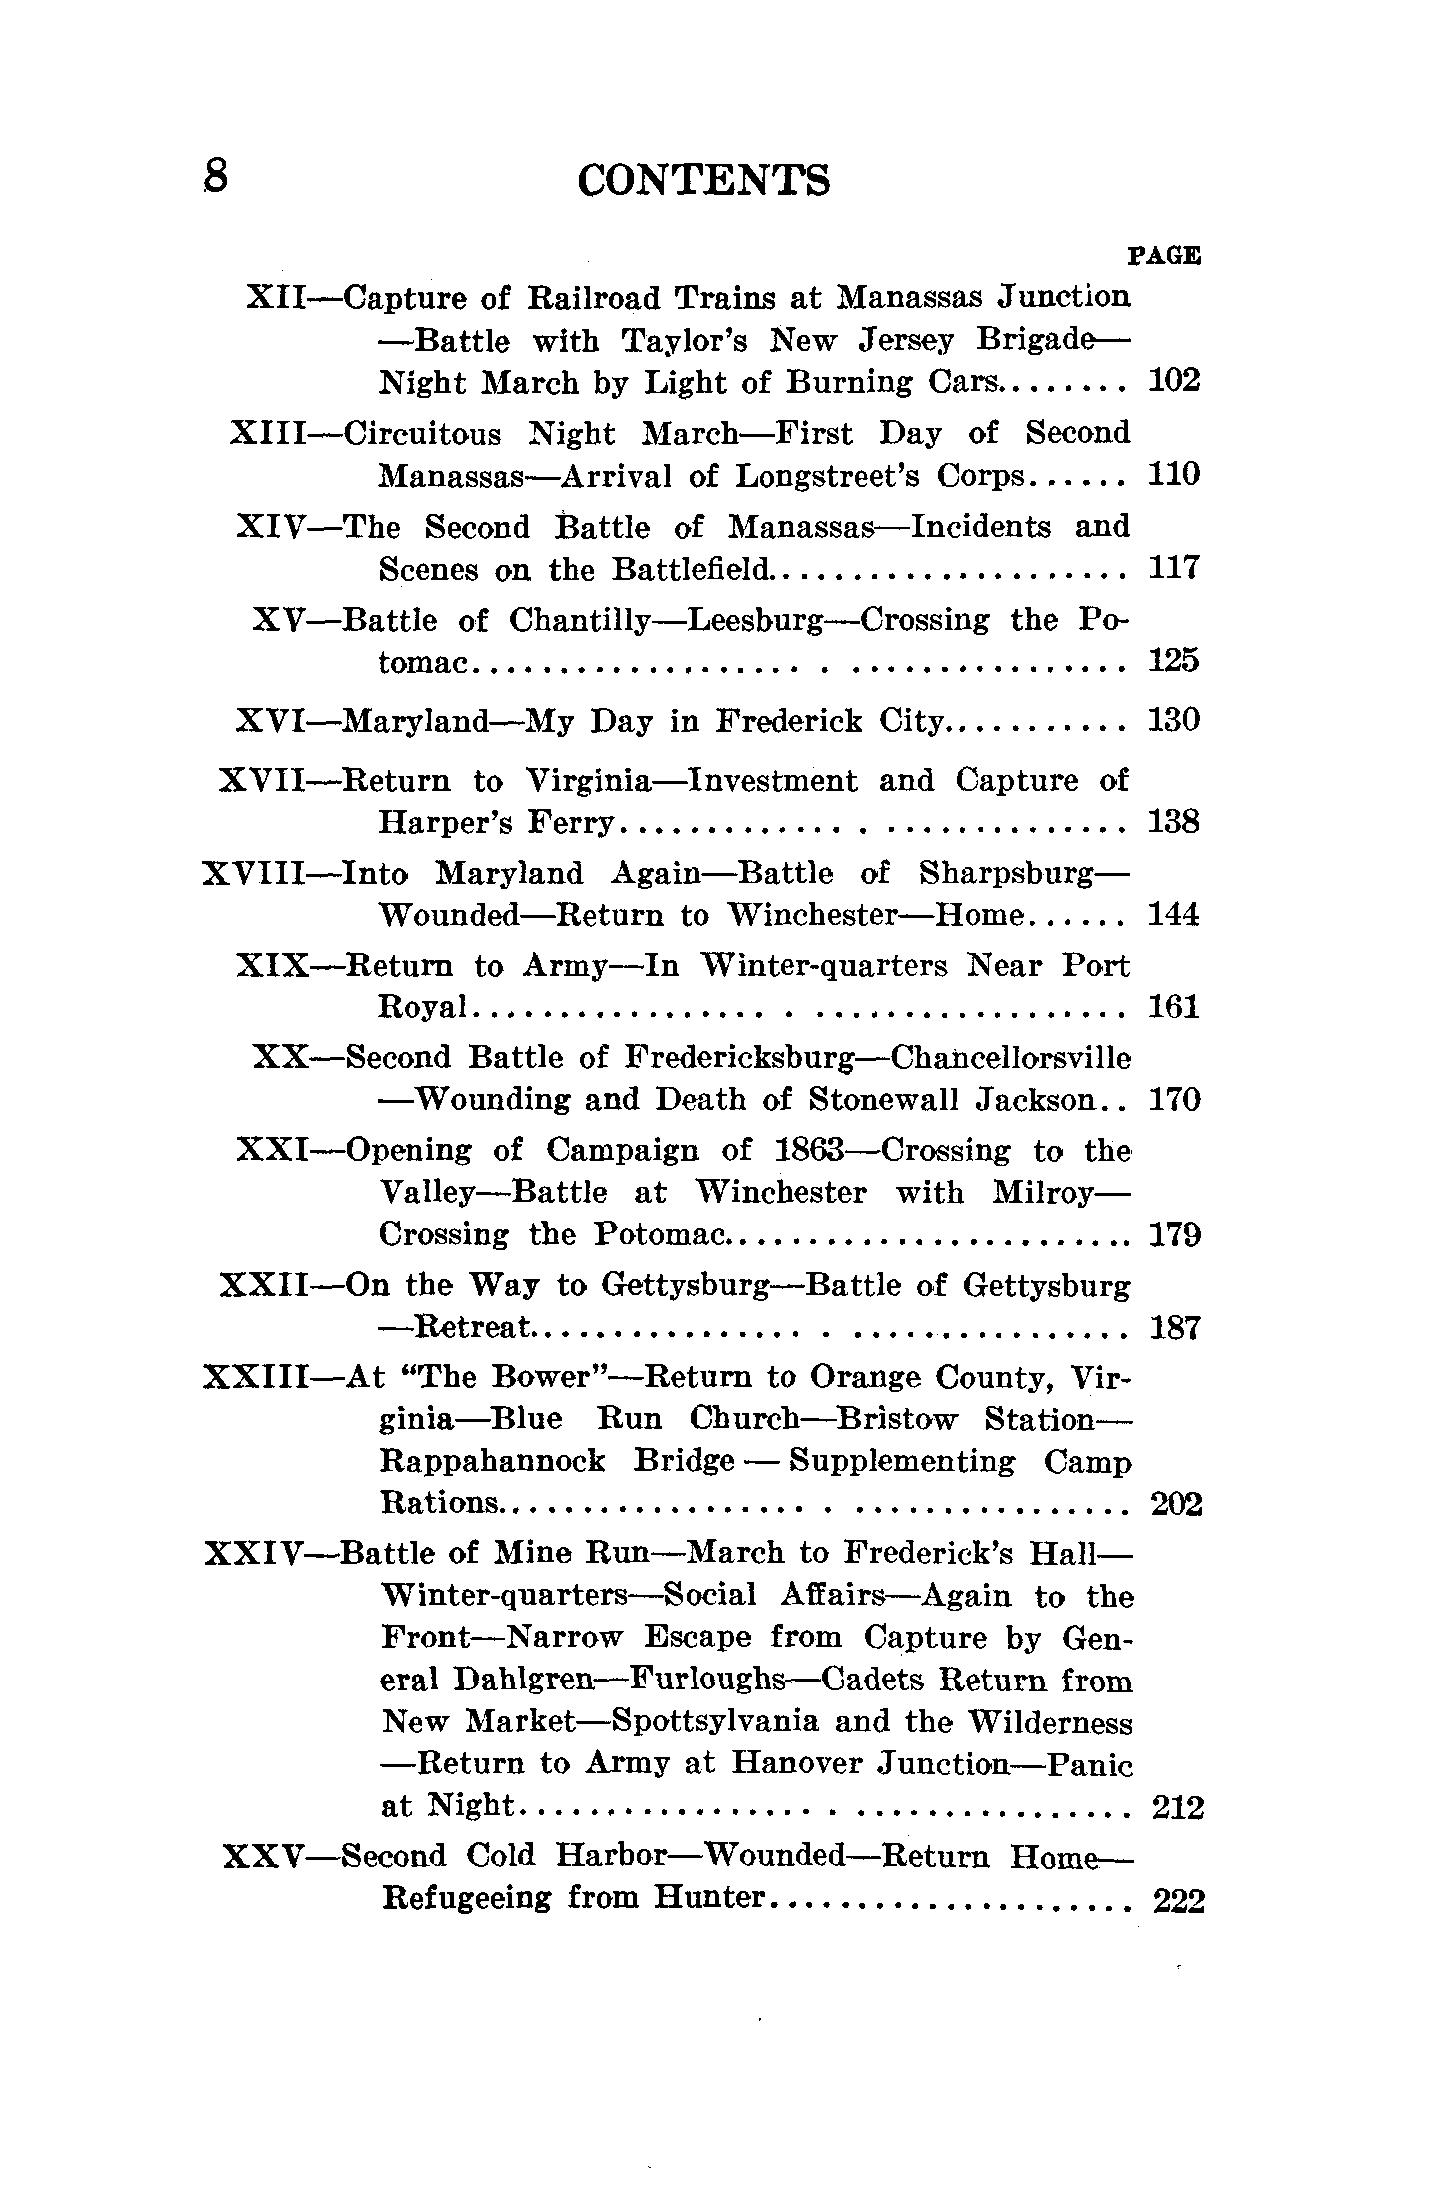 8 CONTENTS
PAGE
XII—Capture of Railroad Trains at Manassas Junction
—Battle with Taylor's New Jersey Brigade—
Night March by Light of Burning Cars........ 102
XIII—Circuitous Night March—First Day of Second
Manassas—Arrival of Longstreet's Corps...... 110
XIV—The Second Battle of Manassas—Incidents and
Scenes on the Battlefield..................... 117
XV—Battle of Chantilly—Leesburg—Crossing the Po-
tomac..................................... 125
XVI—Maryland—My Day in Frederick City........... 130
XVII—Return to Virginia—Investment and Capture of
Harper's Ferry............................. 138
XVIII—Into Maryland Again—Battle of Sharpsburg—
Wounded—Return to Winchester—Home...... 144
XIX—Return to Army—In Winter-quarters Near Port
Royal..................................... 161
XX—Second Battle of Fredericksburg—Chancellorsville
—Wounding and Death of Stonewall Jackson.. 170
XXI—Opening of Campaign of 1863—Crossing to the
Valley—Battle at Winchester with Milroy—
Crossing the Potomac........................ 179
XXII—On the Way to Gettysburg—Battle of Gettysburg
—Retreat.................................. 187
XXIII—At “The Bower”—Return to Orange County, Vir-
ginia—Blue Run Church—Bristow Station—
Rappahannock Bridge — Supplementing Camp
Rations................................... 202
XXIV—Battle of Mine Run—March to Frederick's Hall—
Winter-quarters—Social Affairs—Again to the
Front—Narrow Escape from Capture by Gen-
eral Dahlgren—Furloughs—Cadets Return from
New Market—Spottsylvania and the Wilderness
—Return to Army at Hanover Junction—Panic
at Night.................................. 212
XXV—Second Cold Harbor—Wounded—Return Home—
Refugeeing from Hunter..................... 222